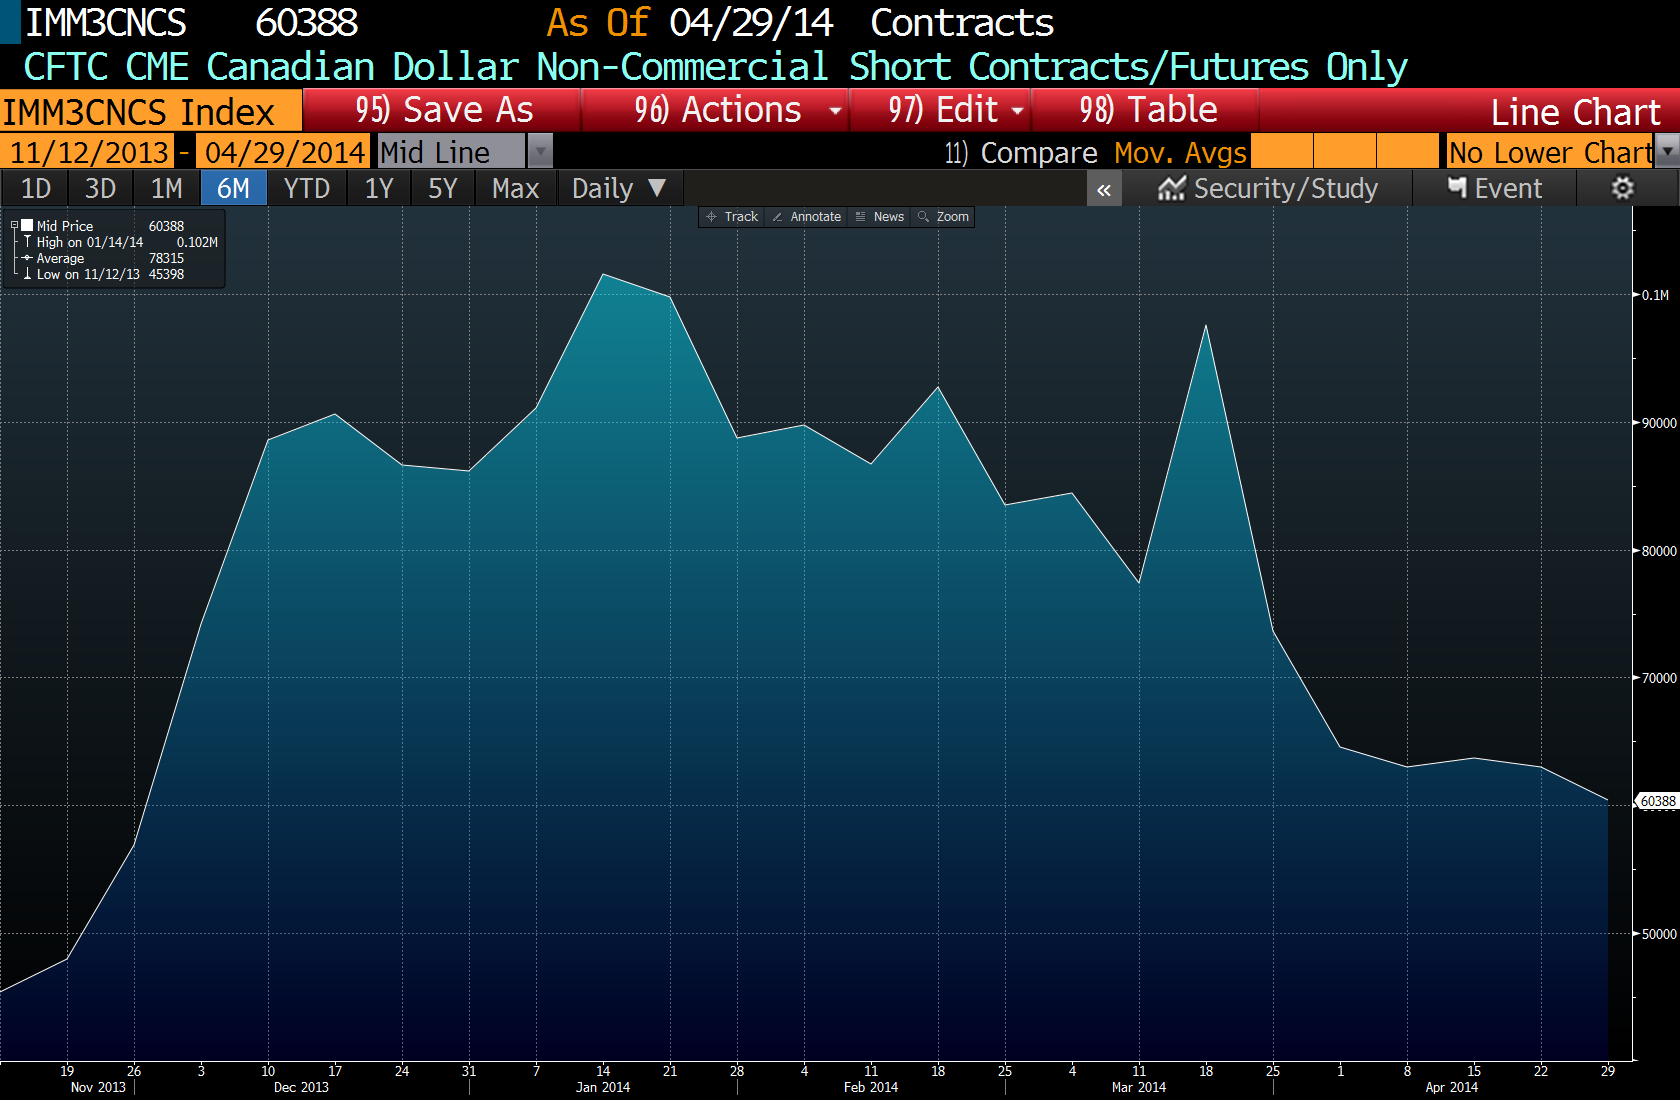 IMM3CNCS 60388 As Of 04/29/14 Contracts
CFTC CME Canadian Dollar Non-Commercial Short Contracts/Futures Only
IMM3CNCS Index 95) Save As 96) Actions 97) Edit 98) Table Line Chart
11/12/2013 - 04/29/2014 Mid Line 11) Compare Mov. Avgs No Lower Chart
1D 3D 1M 6M YTD 1Y 5Y Max Daily ▼ « Security/Study Event
Track Annotate News Zoom
Mid Price 60388
High on 01/14/14 0.102M
Average 78315
Low on 11/12/13 45398
0.1M
90000
80000
70000
60388
50000
19 26 3 10 17 24 31 7 14 21 28 4 11 18 25 4 11 18 25 1 8 15 22 29
Nov 2013 Dec 2013 Jan 2014 Feb 2014 Mar 2014 Apr 2014